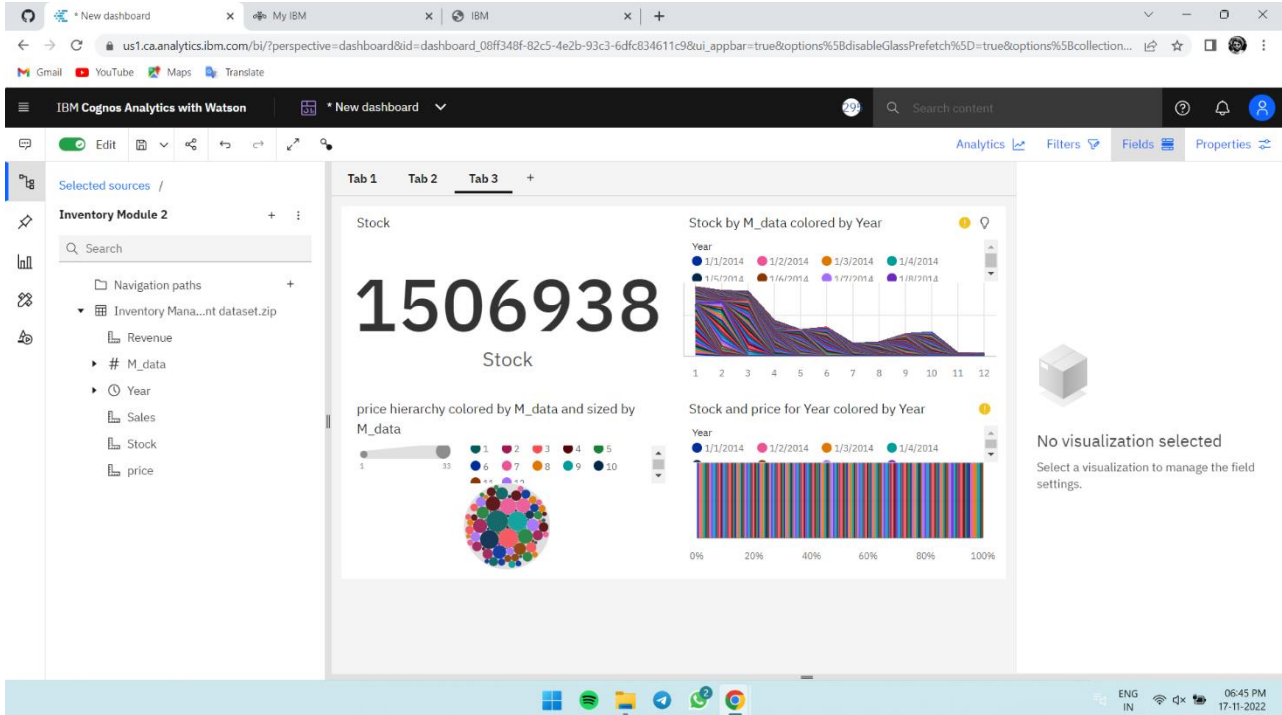 * New dashboard
My IBM
IBM
us1.ca.analytics.ibm.com/bi/?perspective=dashboard&id=dashboard_08ff348f-82c5-4e2b-93c3-6dfc834611c9&ui_appbar=true&options%5BdisableGlassPrefetch%5D=true&options%5Bcollection...
Gmail YouTube Maps Translate
IBM Cognos Analytics with Watson
* New dashboard
Search content
Edit
Analytics Filters Fields Properties
Selected sources /
Inventory Module 2
Search
Navigation paths
Inventory Mana...nt dataset.zip
Revenue
# M_data
Year
Sales
Stock
price
Tab 1 Tab 2 Tab 3 +
Stock
1506938
Stock
Stock by M_data colored by Year
Year
1/1/2014 1/2/2014 1/3/2014 1/4/2014
1/5/2014 1/6/2014 1/7/2014 1/8/2014
1 2 3 4 5 6 7 8 9 10 11 12
price hierarchy colored by M_data and sized by
M_data
1 33
1 2 3 4 5
6 7 8 9 10
11 12
Stock and price for Year colored by Year
Year
1/1/2014 1/2/2014 1/3/2014 1/4/2014
0% 20% 40% 60% 80% 100%
No visualization selected
Select a visualization to manage the field
settings.
2
ENG
IN
06:45 PM
17-11-2022